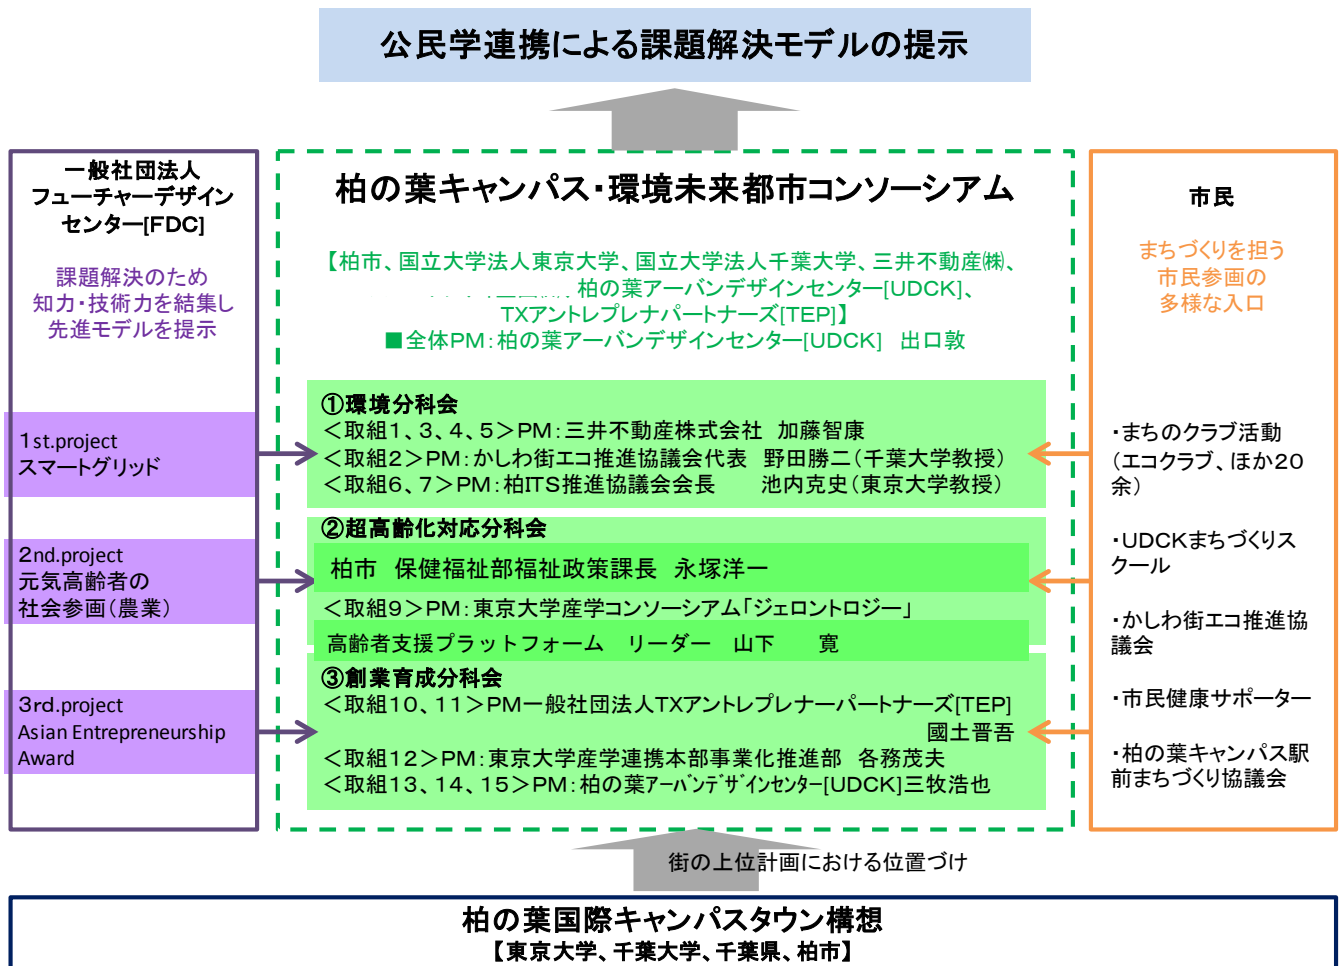 公民学連携による課題解決モデルの提示
一般社団法人
フューチャーデザイン
センター[FDC]
課題解決のため
知力・技術力を結集し
先進モデルを提示
1st.project
スマートグリッド
2nd.project
元気高齢者の
社会参画(農業)
3rd.project
Asian Entrepreneurship
Award
柏の葉キャンパス・環境未来都市コンソーシアム
【柏市、国立大学法人東京大学、国立大学法人千葉大学、三井不動産㈱、
柏の葉アーバンデザインセンター[UDCK]、
TXアントレプレナパートナーズ[TEP]】
■全体PM:柏の葉アーバンデザインセンター[UDCK] 出口敦
①環境分科会
<取組1、3、4、5>PM:三井不動産株式会社 加藤智康
<取組2>PM:かしわ街エコ推進協議会代表 野田勝二(千葉大学教授)
<取組6、7>PM:柏ITS推進協議会会長 池内克史(東京大学教授)
②超高齢化対応分科会
柏市 保健福祉部福祉政策課長 永塚洋一
<取組9>PM:東京大学産学コンソーシアム「ジェロントロジー」
高齢者支援プラットフォーム リーダー 山下 寛
③創業育成分科会
<取組10、11>PM一般社団法人TXアントレプレナーパートナーズ[TEP]
國土晋吾
<取組12>PM:東京大学産学連携本部事業化推進部 各務茂夫
<取組13、14、15>PM:柏の葉アーバンデザインセンター[UDCK]三牧浩也
市民
まちづくりを担う
市民参画の
多様な入口
・まちのクラブ活動
(エコクラブ、ほか20
余)
・UDCKまちづくりス
クール
・かしわ街エコ推進協
議会
・市民健康サポーター
・柏の葉キャンパス駅
前まちづくり協議会
街の上位計画における位置づけ
柏の葉国際キャンパスタウン構想
【東京大学、千葉大学、千葉県、柏市】